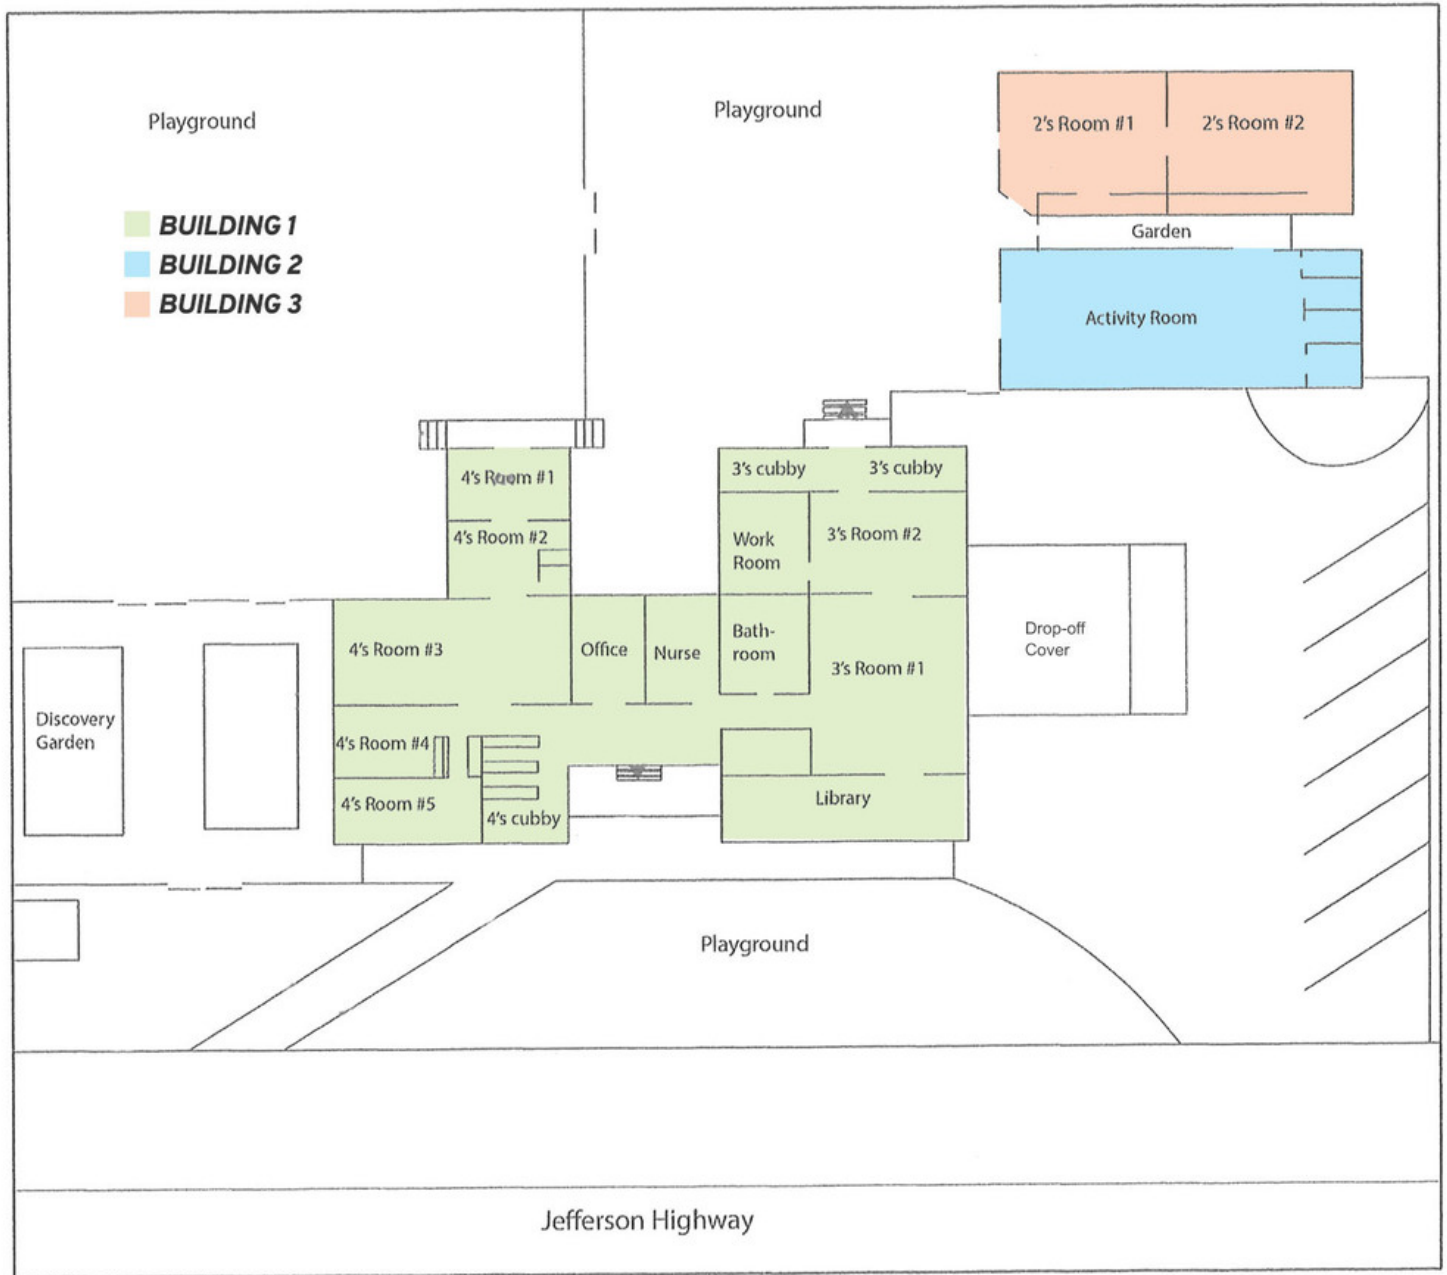 Playground
Playground
2's Room #1
2's Room #2
BUILDING 1
BUILDING 2
BUILDING 3
Garden
Activity Room
4's Room #1
3's cubby
3's cubby
4's Room #2
Work
Room
3's Room #2
4's Room #3
Office
Nurse
Bath-
room
3's Room #1
Drop-off
Cover
Discovery
Garden
4's Room #4
4's Room #5
4's cubby
Library
Playground
Jefferson Highway